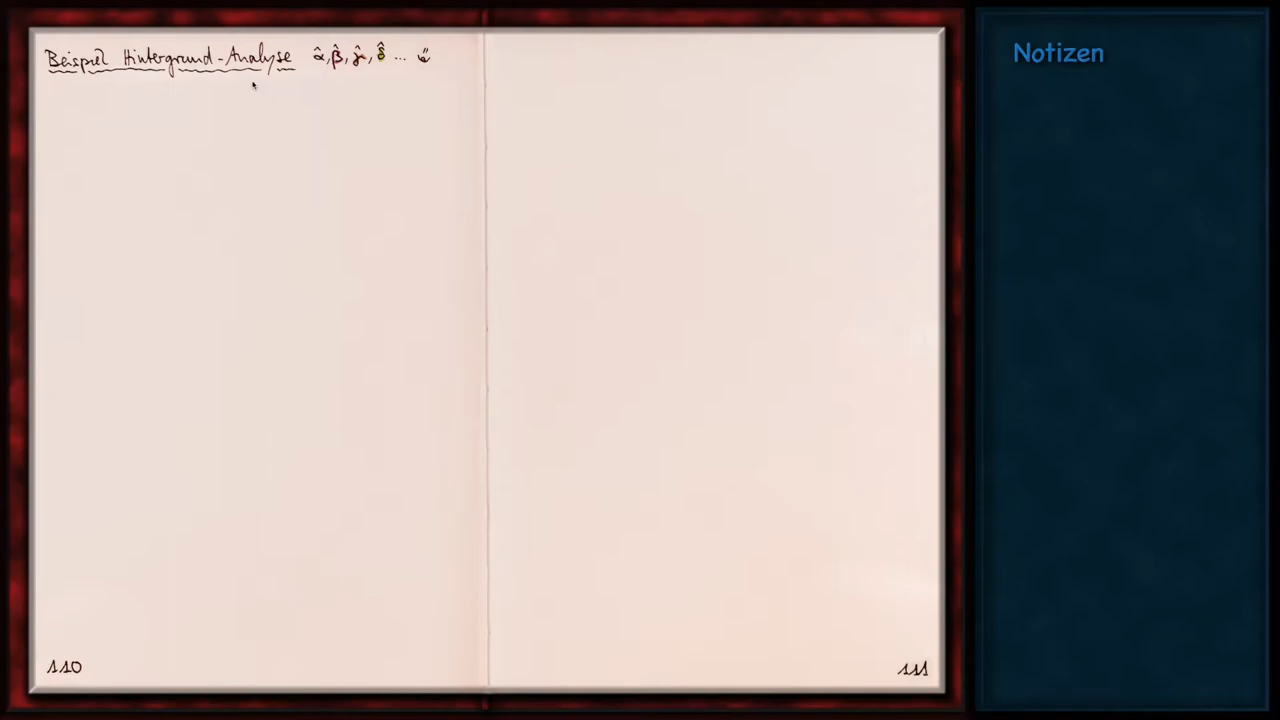 Beispiel Hintergrund-Analyse α̂, β̂, γ̂, δ̂ ...
110
111
Notizen